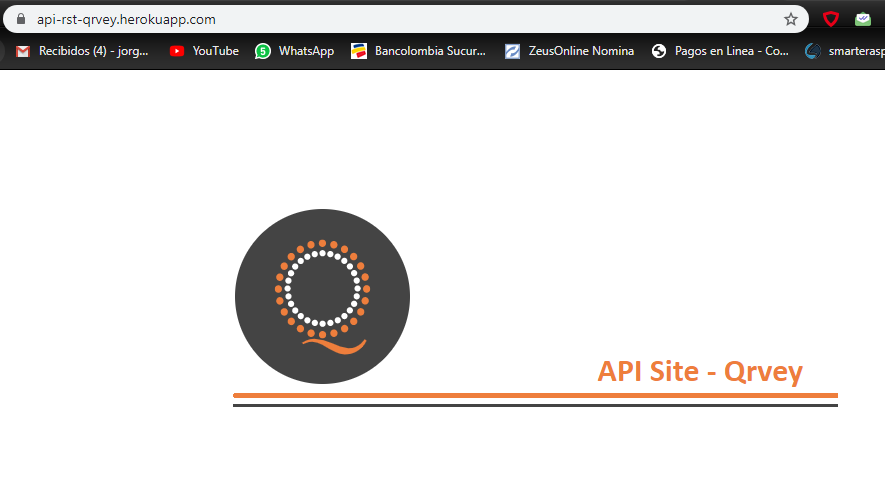 api-rst-qrvey.herokuapp.com
Recibidos (4) - jorg... YouTube 5 WhatsApp Bancolombia Sucur... ZeusOnline Nomina Pagos en Linea - Co... smarterasp
API Site - Qrvey